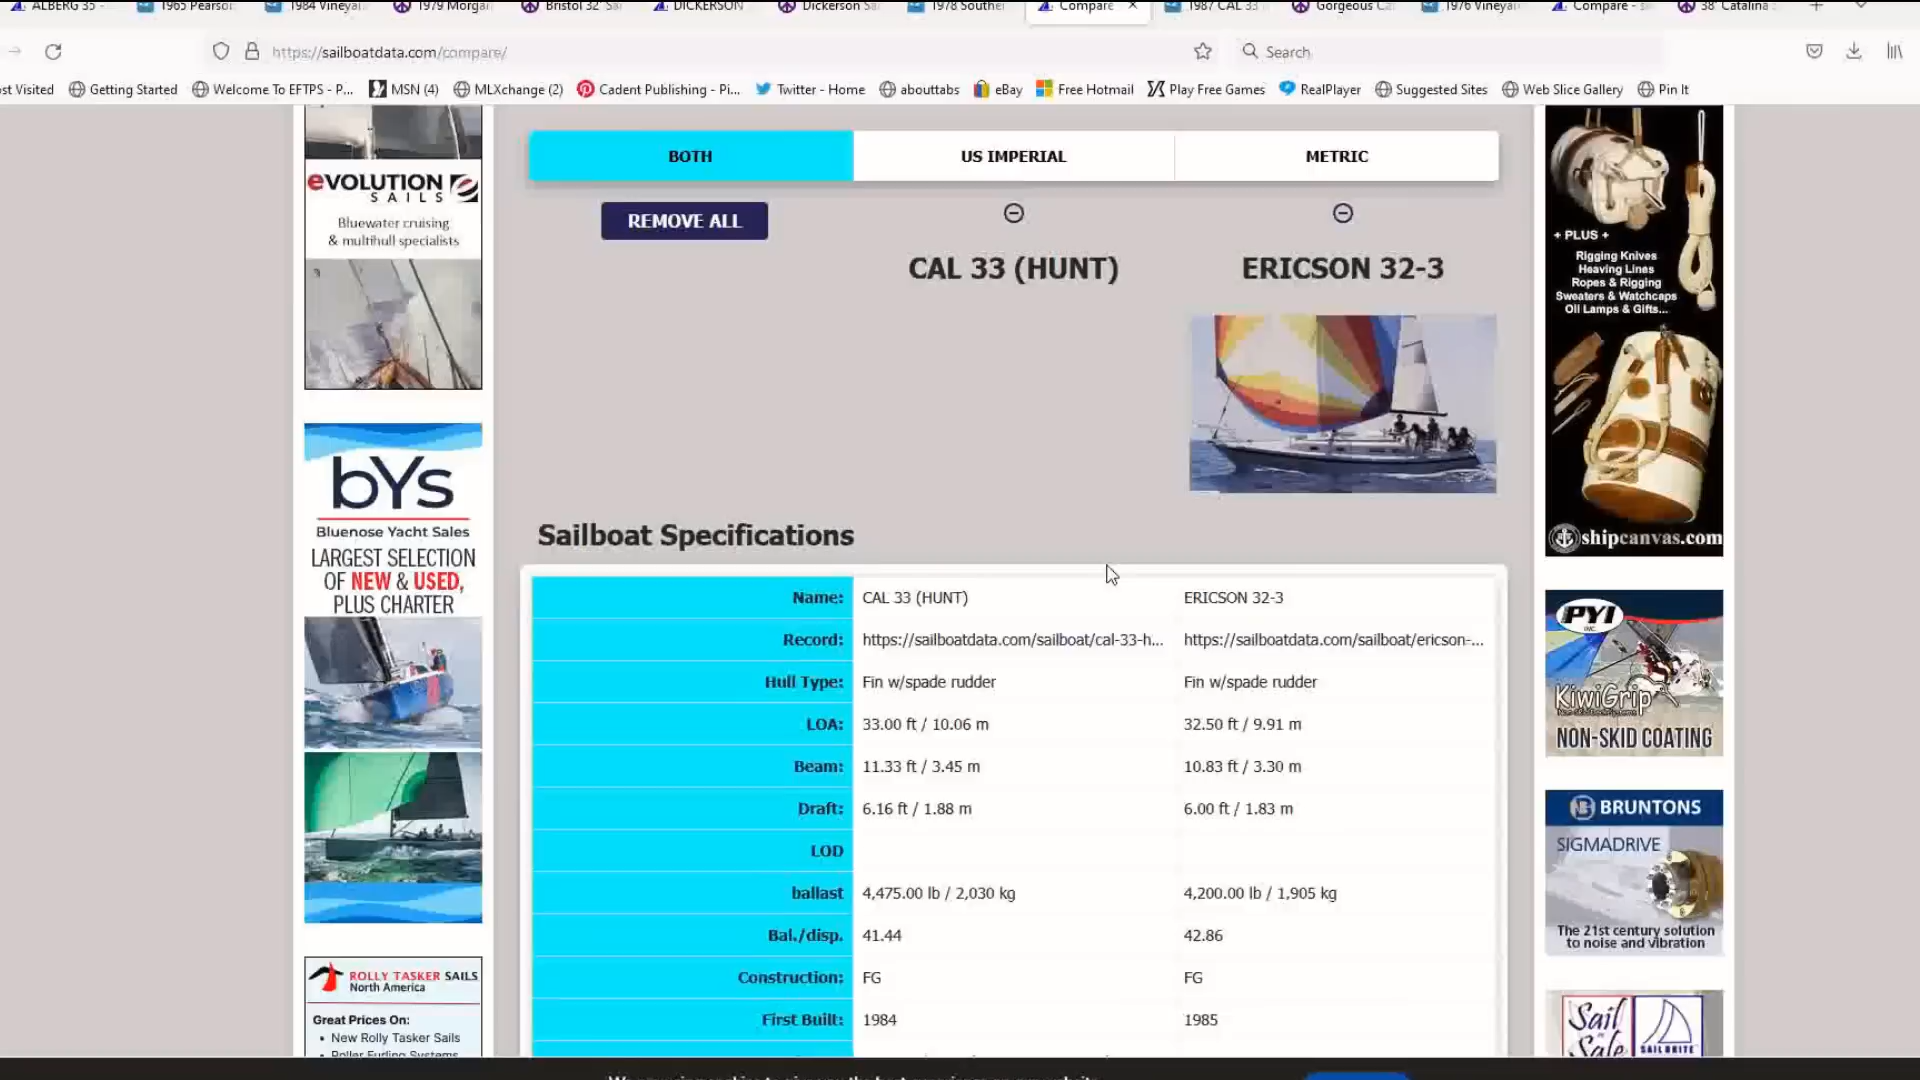 ALBERG 35 -
1965 Pearso
1984 Vineya
1979 Morga
Bristol 32' Sa
DICKERSON
Dickerson Sa
1978 Souther
Compare
1987 CAL 33
Gorgeous Ca
1976 Vineya
Compare - s
38' Catalina
https://sailboatdata.com/compare/
Search
st Visited
Getting Started
Welcome To EFTPS - P...
MSN (4)
MLXchange (2)
Cadent Publishing - Pi...
Twitter - Home
abouttabs
eBay
Free Hotmail
Play Free Games
RealPlayer
Suggested Sites
Web Slice Gallery
Pin It
BOTH
US IMPERIAL
METRIC
REMOVE ALL
CAL 33 (HUNT)
ERICSON 32-3
Sailboat Specifications
Name: CAL 33 (HUNT) ERICSON 32-3
Record: https://sailboatdata.com/sailboat/cal-33-h... https://sailboatdata.com/sailboat/ericson-...
Hull Type: Fin w/spade rudder Fin w/spade rudder
LOA: 33.00 ft / 10.06 m 32.50 ft / 9.91 m
Beam: 11.33 ft / 3.45 m 10.83 ft / 3.30 m
Draft: 6.16 ft / 1.88 m 6.00 ft / 1.83 m
LOD
ballast 4,475.00 lb / 2,030 kg 4,200.00 lb / 1,905 kg
Bal./disp. 41.44 42.86
Construction: FG FG
First Built: 1984 1985
eVOLUTION
SAILS
Bluewater cruising
& multihull specialists
bYs
Bluenose Yacht Sales
LARGEST SELECTION
OF NEW & USED,
PLUS CHARTER
ROLLY TASKER SAILS
North America
Great Prices On:
• New Rolly Tasker Sails
• Roller Furling Systems
+ PLUS +
Rigging Knives
Heaving Lines
Ropes & Rigging
Sweaters & Watchcaps
Oil Lamps & Gifts...
shipcanvas.com
PYI
INC.
KiwiGrip
NON-SKID COATING
BRUNTONS
SIGMADRIVE
The 21st century solution
to noise and vibration
Sail
Sale
SAILRITE